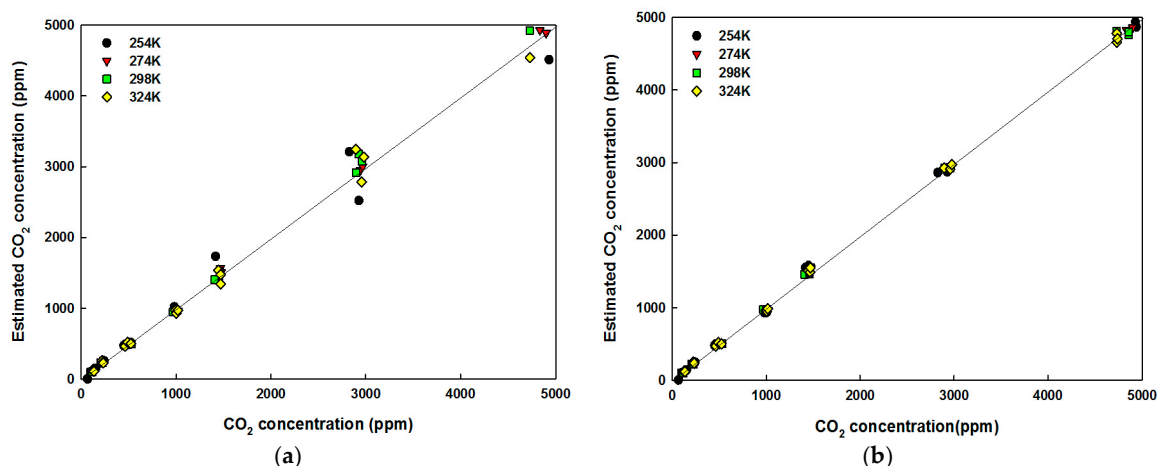 Estimated CO2 concentration (ppm)
5000
4000
3000
2000
1000
0
254K
274K
298K
324K
0 1000 2000 3000 4000 5000
CO2 concentration (ppm)
(a)
Estimated CO2 concentration (ppm)
5000
4000
3000
2000
1000
0
254K
274K
298K
324K
0 1000 2000 3000 4000 5000
CO2 concentration(ppm)
(b)